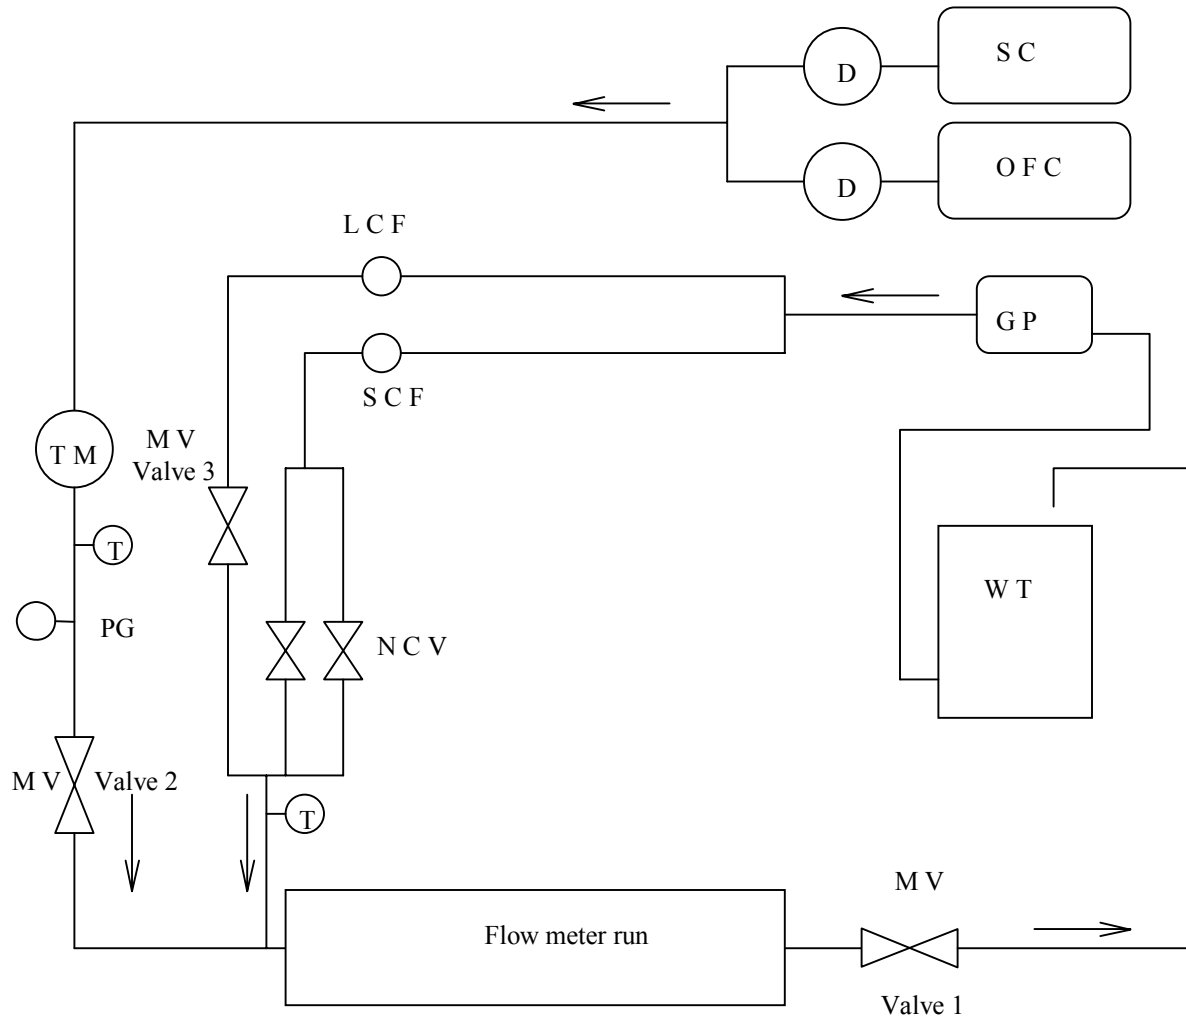 S C
D
O F C
D
L C F
G P
S C F
M V
Valve 3
T M
T
W T
PG
N C V
M V Valve 2
T
M V
Flow meter run
Valve 1